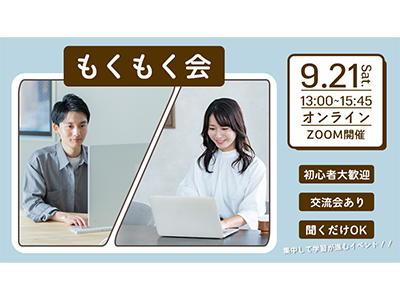 もくもく会
9.21 Sat.
13:00~15:45
オンライン
ZOOM開催
初心者大歓迎
交流会あり
聞くだけOK
集中して学習が進むイベント！！